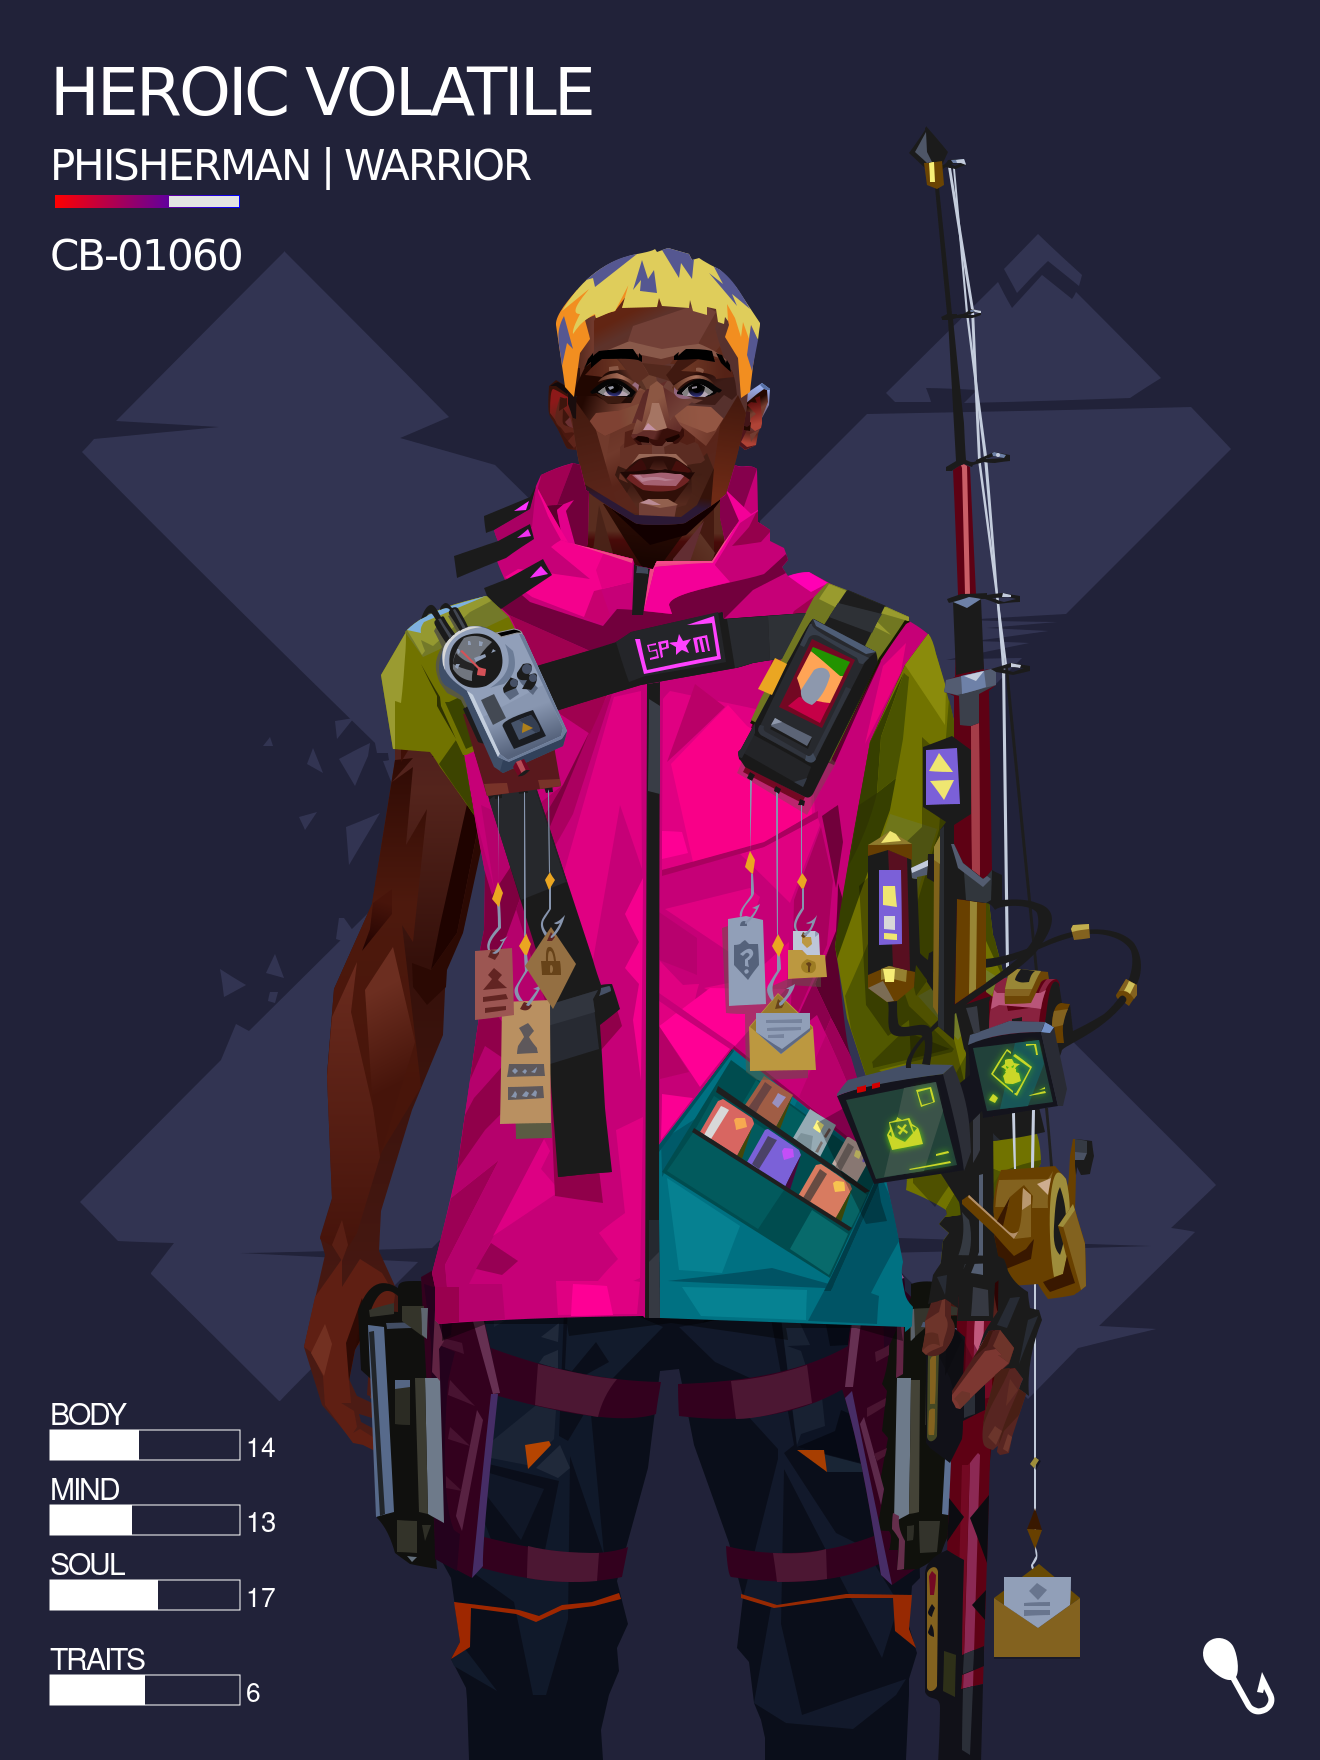 HEROIC VOLATILE
PHISHERMAN | WARRIOR
CB-01060
SP★M
?
BODY
14
MIND
13
SOUL
17
TRAITS
6